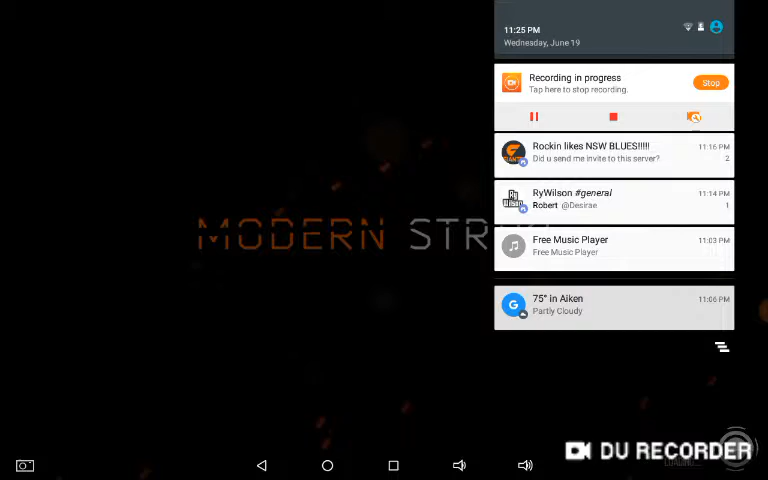 11:25 PM
Wednesday, June 19
Recording in progress
Tap here to stop recording.
Stop
Rockin likes NSW BLUES!!!!! 11:16 PM
Did u send me invite to this server? 2
RyWilson #general 11:14 PM
Robert @Desirae 1
Free Music Player 11:03 PM
Free Music Player
75° in Aiken 11:06 PM
Partly Cloudy
MODERN STR
DU RECORDER
LOADING...